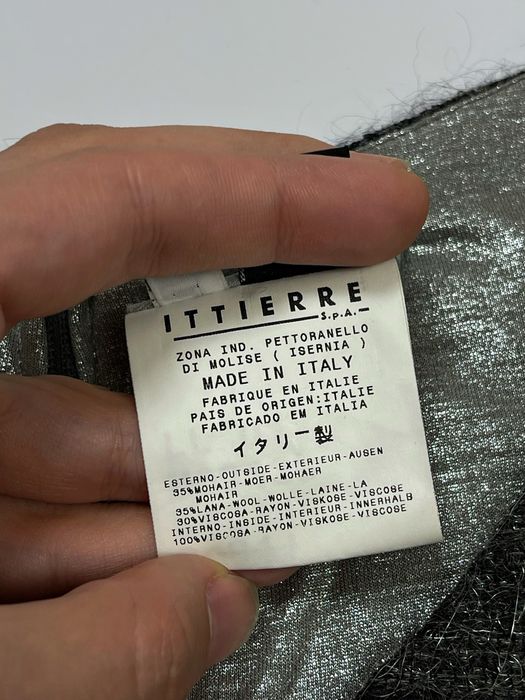 ITTIERRE
S.p.A.
ZONA IND. PETTORANELLO
DI MOLISE ( ISERNIA )
MADE IN ITALY
FABRIQUE EN ITALIE
PAIS DE ORIGEN:ITALIE
FABRICADO EM ITALIA
イタリー製
ESTERNO-OUTSIDE-EXTERIEUR-AUSEN
35%MOHAIR-MOER-MOHAER
MOHAIR
35%LANA-WOOL-WOLLE-LAINE-LA
30%VISCOSA-RAYON-VISKOSE-VISCOSE
INTERNO-INSIDE-INTERIEUR-INNERHALB
100%VISCOSA-RAYON-VISKOSE-VISCOSE